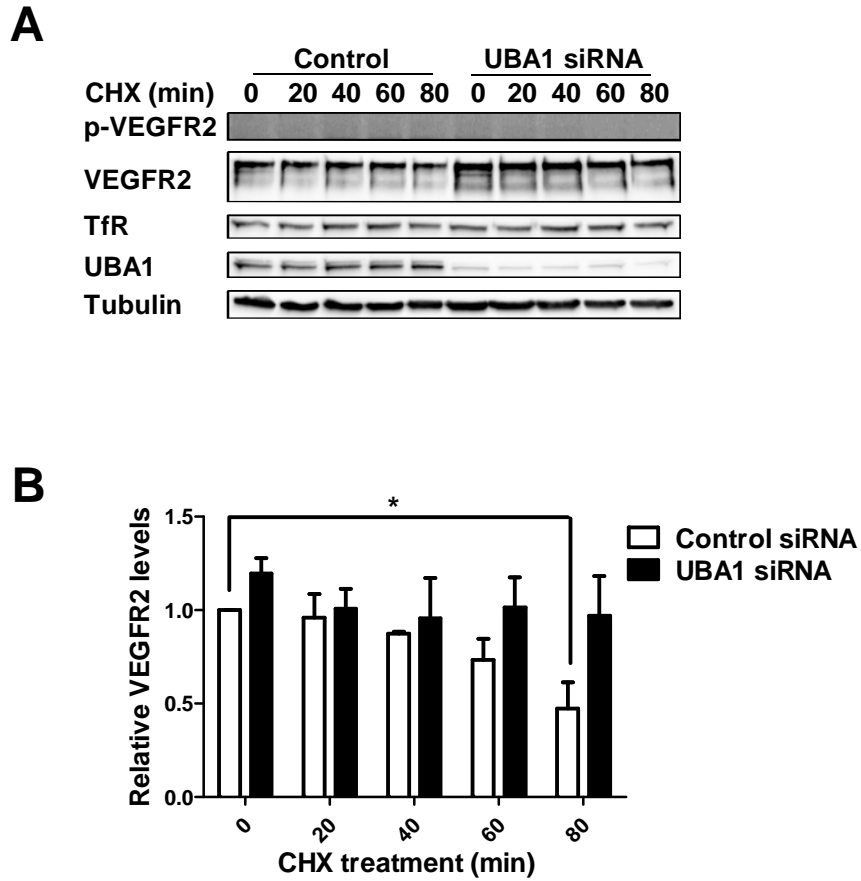 A
Control UBA1 siRNA
CHX (min) 0 20 40 60 80 0 20 40 60 80
p-VEGFR2
VEGFR2
TfR
UBA1
Tubulin
B
*
1.5
1.0
0.5
0.0
Relative VEGFR2 levels
Control siRNA
UBA1 siRNA
0 20 40 60 80
CHX treatment (min)